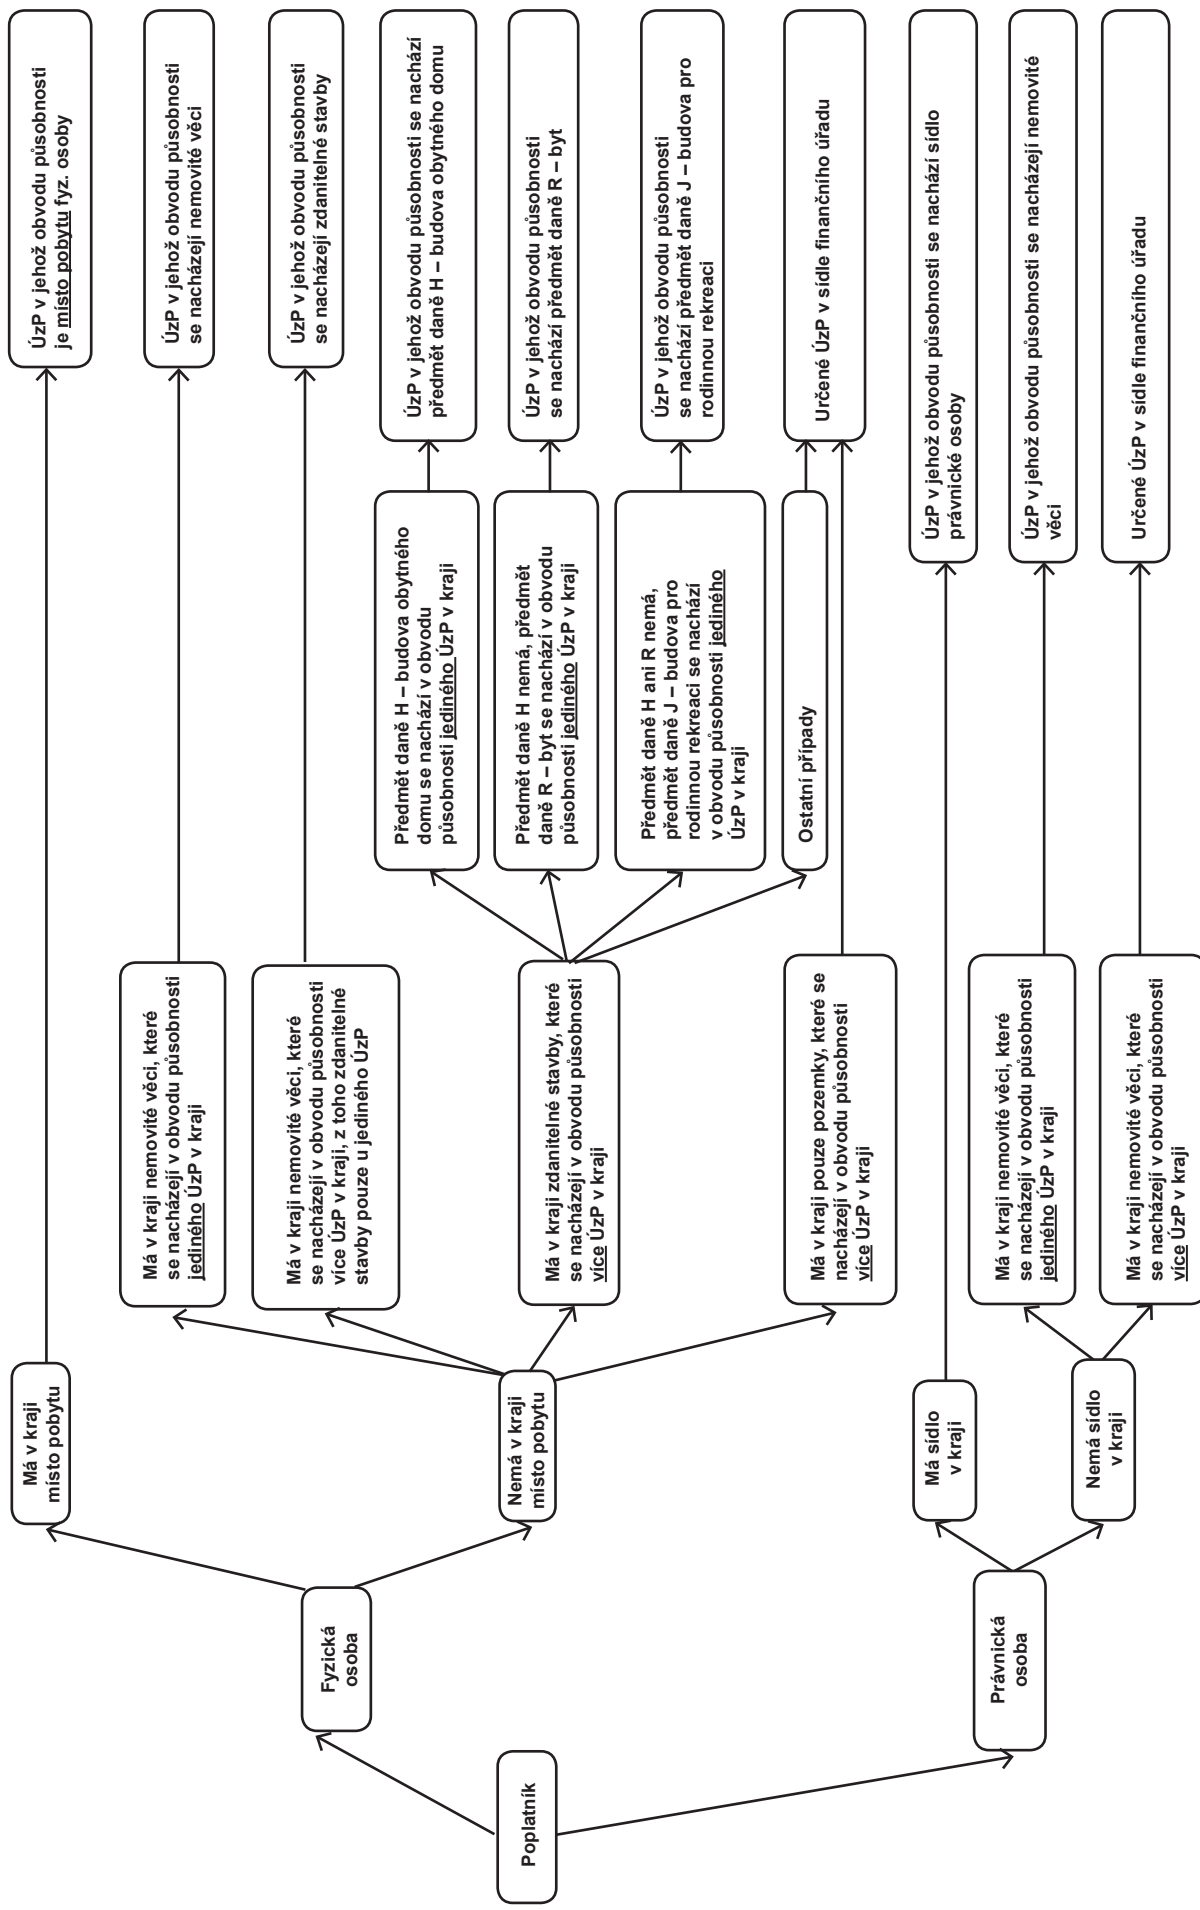 Poplatník
Fyzická
osoba
Právnická
osoba
Má v kraji
místo pobytu
Nemá v kraji
místo pobytu
Má sídlo
v kraji
Nemá sídlo
v kraji
Má v kraji nemovité věci, které
se nacházejí v obvodu působnosti
jediného ÚzP v kraji
Má v kraji nemovité věci, které
se nacházejí v obvodu působnosti
více ÚzP v kraji, z toho zdanitelné
stavby pouze u jediného ÚzP
Má v kraji zdanitelné stavby, které
se nacházejí v obvodu působnosti
více ÚzP v kraji
Má v kraji pouze pozemky, které se
nacházejí v obvodu působnosti
více ÚzP v kraji
Má v kraji nemovité věci, které
se nacházejí v obvodu působnosti
jediného ÚzP v kraji
Má v kraji nemovité věci, které
se nacházejí v obvodu působnosti
více ÚzP v kraji
Předmět daně H – budova obytného
domu se nachází v obvodu
působnosti jediného ÚzP v kraji
Předmět daně H nemá, předmět
daně R – byt se nachází v obvodu
působnosti jediného ÚzP v kraji
Předmět daně H ani R nemá,
předmět daně J – budova pro
rodinnou rekreaci se nachází
v obvodu působnosti jediného
ÚzP v kraji
Ostatní případy
ÚzP v jehož obvodu působnosti
je místo pobytu fyz. osoby
ÚzP v jehož obvodu působnosti
se nacházejí nemovité věci
ÚzP v jehož obvodu působnosti
se nacházejí zdanitelné stavby
ÚzP v jehož obvodu působnosti se nachází
předmět daně H – budova obytného domu
ÚzP v jehož obvodu působnosti
se nachází předmět daně R – byt
ÚzP v jehož obvodu působnosti
se nachází předmět daně J – budova pro
rodinnou rekreaci
Určené ÚzP v sídle finančního úřadu
ÚzP v jehož obvodu působnosti se nachází sídlo
právnické osoby
ÚzP v jehož obvodu působnosti se nacházejí nemovité
věci
Určené ÚzP v sídle finančního úřadu